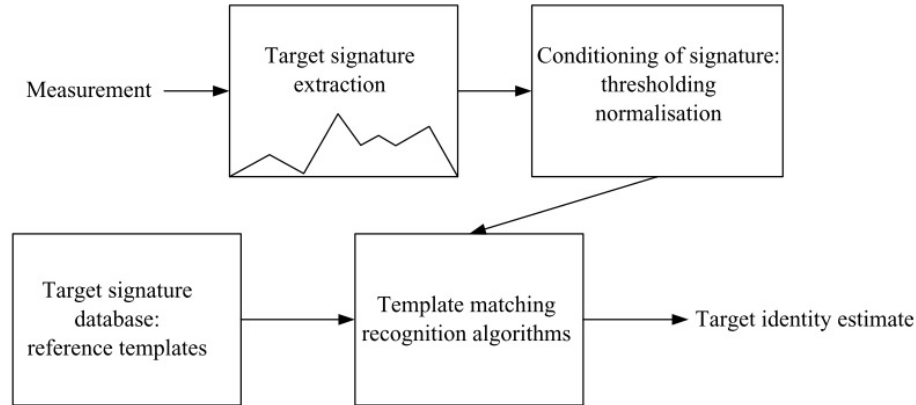 Measurement
Target signature
extraction
Conditioning of signature:
thresholding
normalisation
Target signature
database:
reference templates
Template matching
recognition algorithms
Target identity estimate